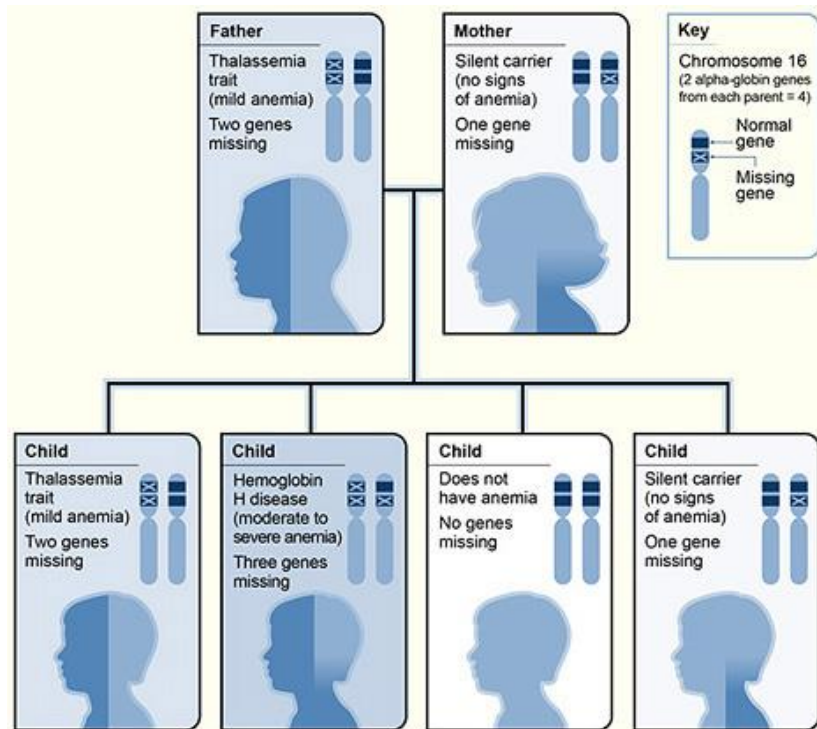 Father
Thalassemia
trait
(mild anemia)
Two genes
missing
Mother
Silent carrier
(no signs
of anemia)
One gene
missing
Key
Chromosome 16
(2 alpha-globin genes
from each parent = 4)
Normal
gene
Missing
gene
Child
Thalassemia
trait
(mild anemia)
Two genes
missing
Child
Hemoglobin
H disease
(moderate to
severe anemia)
Three genes
missing
Child
Does not
have anemia
No genes
missing
Child
Silent carrier
(no signs
of anemia)
One gene
missing